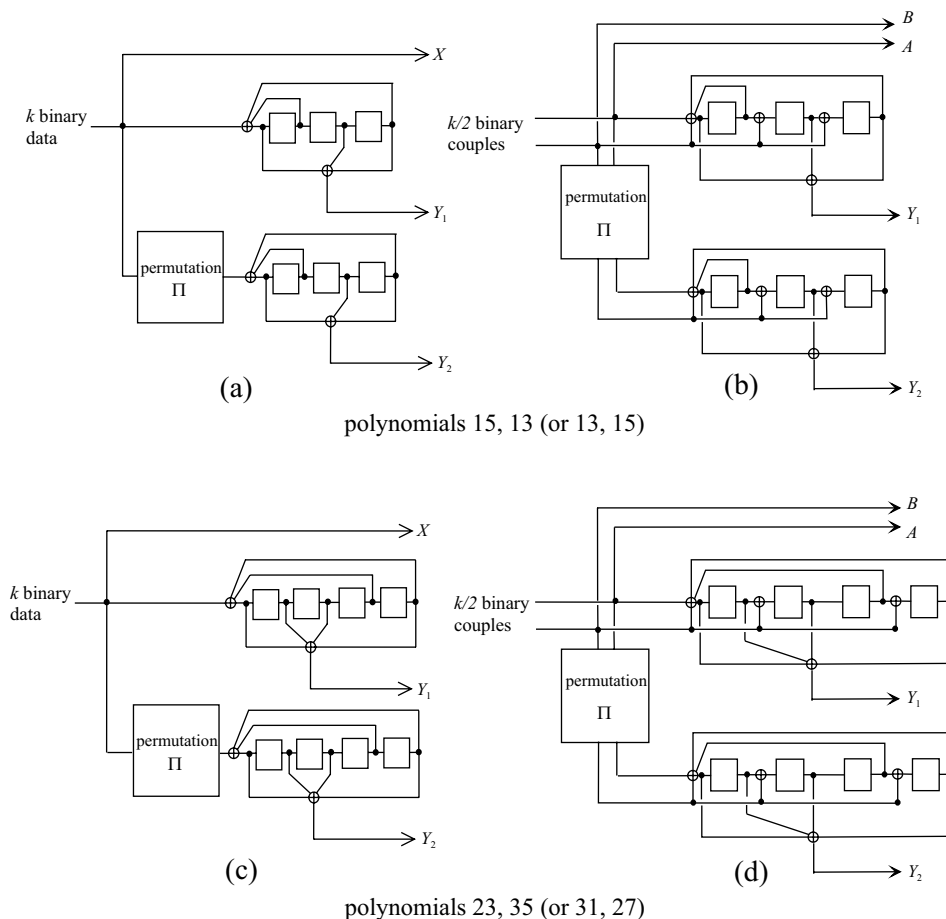 X
k binary
data
Y1
permutation
Π
Y2
(a)
B
A
k/2 binary
couples
permutation
Π
Y1
Y2
(b)
polynomials 15, 13 (or 13, 15)
X
k binary
data
Y1
permutation
Π
Y2
(c)
B
A
k/2 binary
couples
permutation
Π
Y1
Y2
(d)
polynomials 23, 35 (or 31, 27)